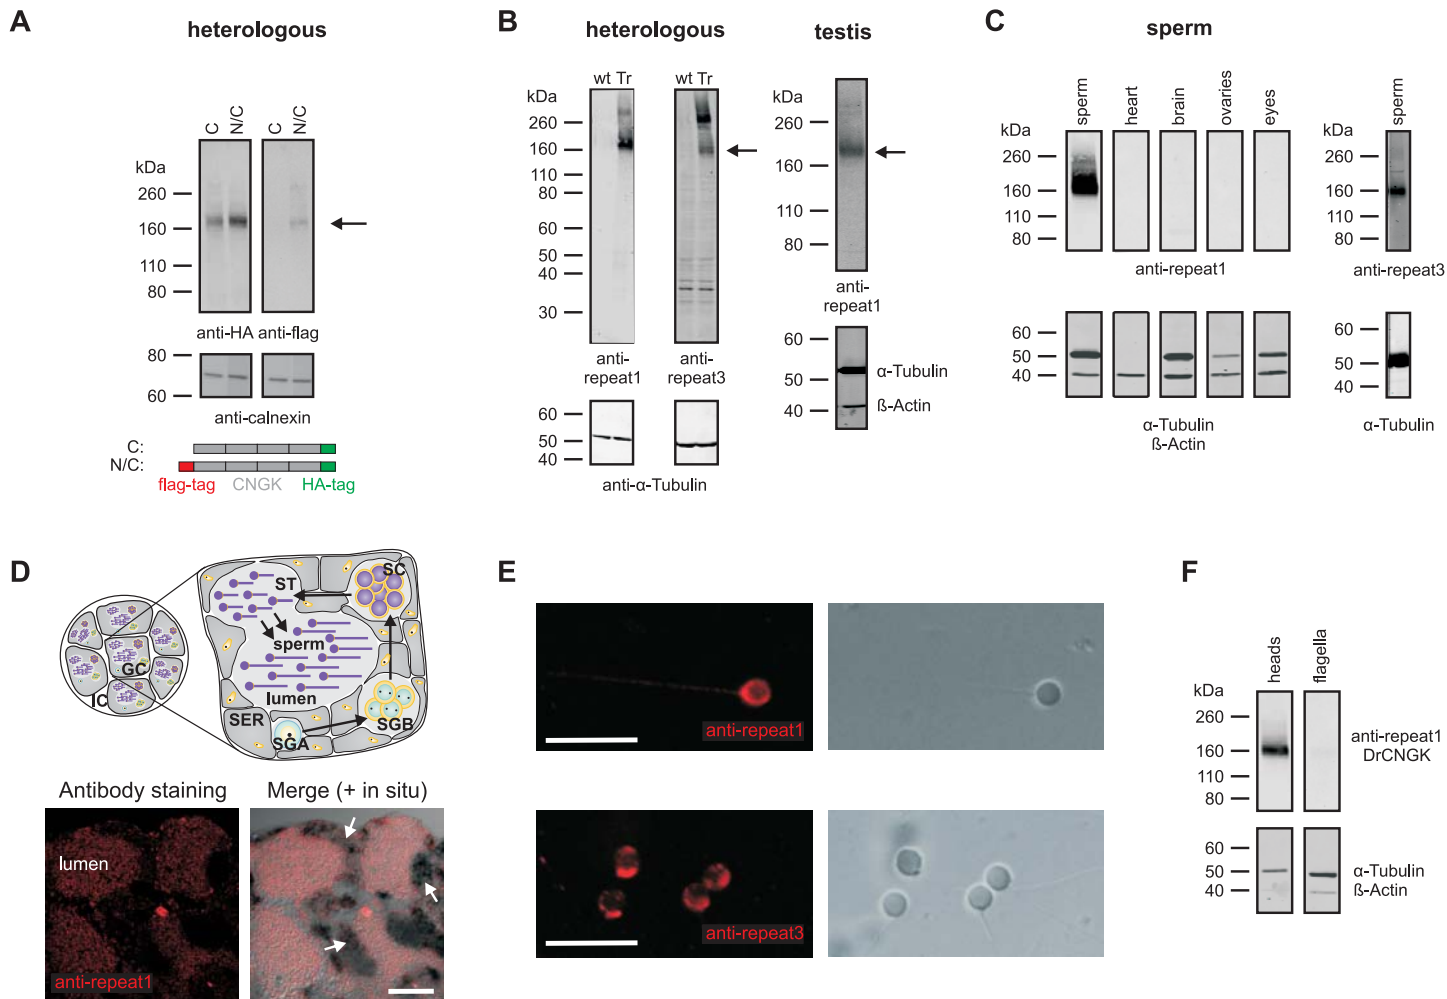 A
heterologous
C
N/C
C
N/C
kDa
260
160
110
80
anti-HA
anti-flag
80
60
anti-calnexin
C:
N/C:
flag-tag
CNGK
HA-tag
B
heterologous
testis
wt Tr
wt Tr
kDa
260
160
110
80
60
50
40
30
anti-
repeat1
anti-
repeat3
60
50
40
anti-α-Tubulin
kDa
260
160
110
80
anti-
repeat1
60
50
40
α-Tubulin
ß-Actin
C
sperm
sperm
heart
brain
ovaries
eyes
kDa
260
160
110
80
anti-repeat1
60
50
40
α-Tubulin
ß-Actin
sperm
kDa
260
160
110
80
anti-repeat3
60
50
40
α-Tubulin
D
GC
IC
ST
SC
sperm
lumen
SER
SGA
SGB
Antibody staining
Merge (+ in situ)
lumen
anti-repeat1
E
anti-repeat1
anti-repeat3
F
heads
flagella
kDa
260
160
110
80
anti-repeat1
DrCNGK
60
50
40
α-Tubulin
ß-Actin